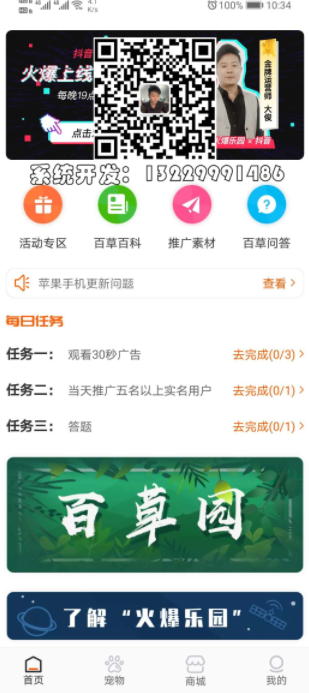 100% 10:34
抖音
火爆上线
每晚19点
点击
金牌运营师 大俊
火爆乐园 × 抖音
系统开发：13229991486
活动专区
百草百科
推广素材
百草问答
苹果手机更新问题 查看 >
每日任务
任务一： 观看30秒广告 去完成(0/3) >
任务二： 当天推广五名以上实名用户 去完成(0/1) >
任务三： 答题 去完成(0/1) >
百草园
了解“火爆乐园”
首页
宠物
商城
我的